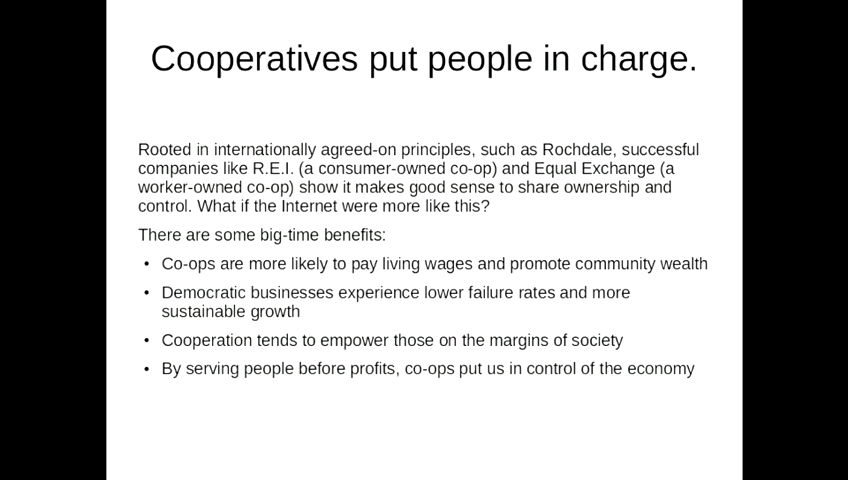 Cooperatives put people in charge.
Rooted in internationally agreed-on principles, such as Rochdale, successful
companies like R.E.I. (a consumer-owned co-op) and Equal Exchange (a
worker-owned co-op) show it makes good sense to share ownership and
control. What if the Internet were more like this?
There are some big-time benefits:
• Co-ops are more likely to pay living wages and promote community wealth
• Democratic businesses experience lower failure rates and more
sustainable growth
• Cooperation tends to empower those on the margins of society
• By serving people before profits, co-ops put us in control of the economy